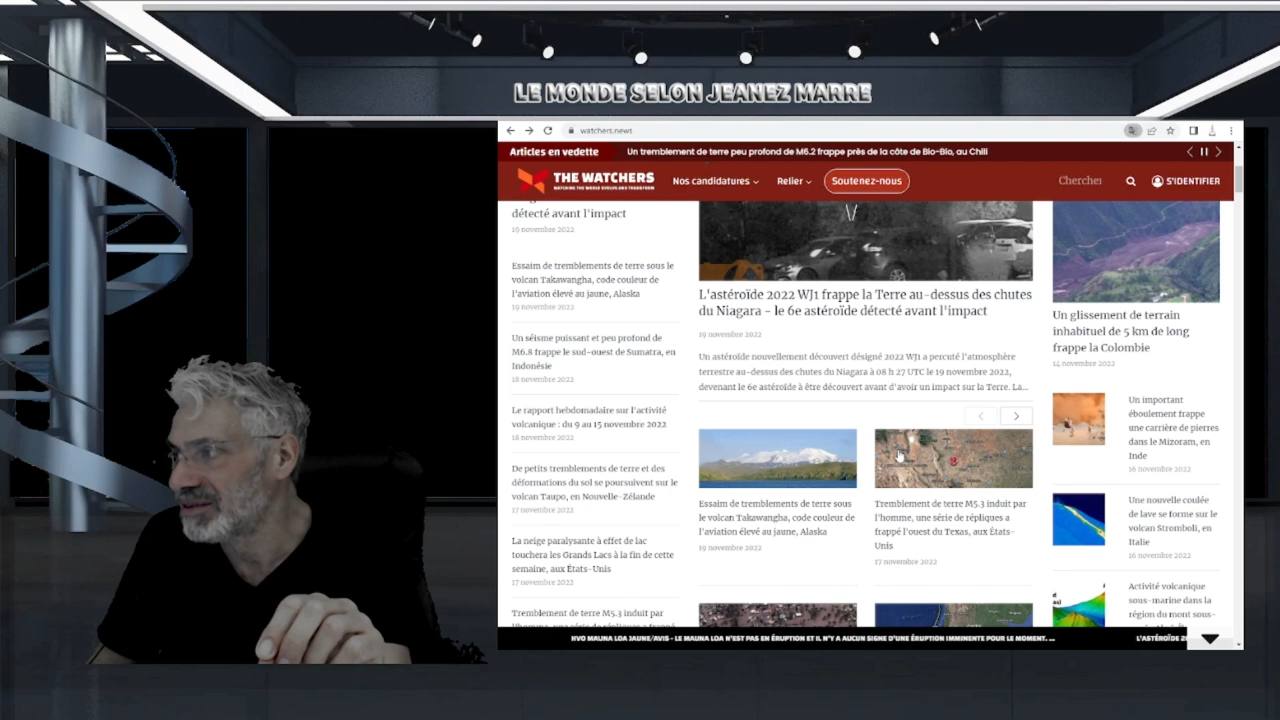 LE MONDE SELON JEANEZ MARRE
watchers.news
Articles en vedette
Un tremblement de terre peu profond de M6.2 frappe près de la côte de Bio-Bio, au Chili
THE WATCHERS
WATCHING THE WORLD EVOLVE AND TRANSFORM
Nos candidatures
Relier
Soutenez-nous
Cherchei
S'IDENTIFIER
détecté avant l'impact
19 novembre 2022
Essaim de tremblements de terre sous le
volcan Takawangha, code couleur de
l'aviation élevé au jaune, Alaska
19 novembre 2022
Un séisme puissant et peu profond de
M6.8 frappe le sud-ouest de Sumatra, en
Indonésie
18 novembre 2022
Le rapport hebdomadaire sur l'activité
volcanique : du 9 au 15 novembre 2022
18 novembre 2022
De petits tremblements de terre et des
déformations du sol se poursuivent sur le
volcan Taupo, en Nouvelle-Zélande
17 novembre 2022
La neige paralysante à effet de lac
touchera les Grands Lacs à la fin de cette
semaine, aux États-Unis
17 novembre 2022
Tremblement de terre M5.3 induit par
L'astéroïde 2022 WJ1 frappe la Terre au-dessus des chutes
du Niagara - le 6e astéroïde détecté avant l'impact
19 novembre 2022
Un astéroïde nouvellement découvert désigné 2022 WJ1 a percuté l'atmosphère
terrestre au-dessus des chutes du Niagara à 08 h 27 UTC le 19 novembre 2022,
devenant le 6e astéroïde à être découvert avant d'avoir un impact sur la Terre. La...
Essaim de tremblements de terre sous
le volcan Takawangha, code couleur de
l'aviation élevé au jaune, Alaska
19 novembre 2022
Tremblement de terre M5.3 induit par
l'homme, une série de répliques a
frappé l'ouest du Texas, aux États-
Unis
17 novembre 2022
Un glissement de terrain
inhabituel de 5 km de long
frappe la Colombie
14 novembre 2022
Un important
éboulement frappe
une carrière de pierres
dans le Mizoram, en
Inde
16 novembre 2022
Une nouvelle coulée
de lave se forme sur le
volcan Stromboli, en
Italie
16 novembre 2022
Activité volcanique
sous-marine dans la
région du mont sous-
HVO MAUNA LOA JAUNE/AVIS - LE MAUNA LOA N'EST PAS EN ÉRUPTION ET IL N'Y A AUCUN SIGNE D'UNE ÉRUPTION IMMINENTE POUR LE MOMENT. ...
L'ASTÉROÏDE